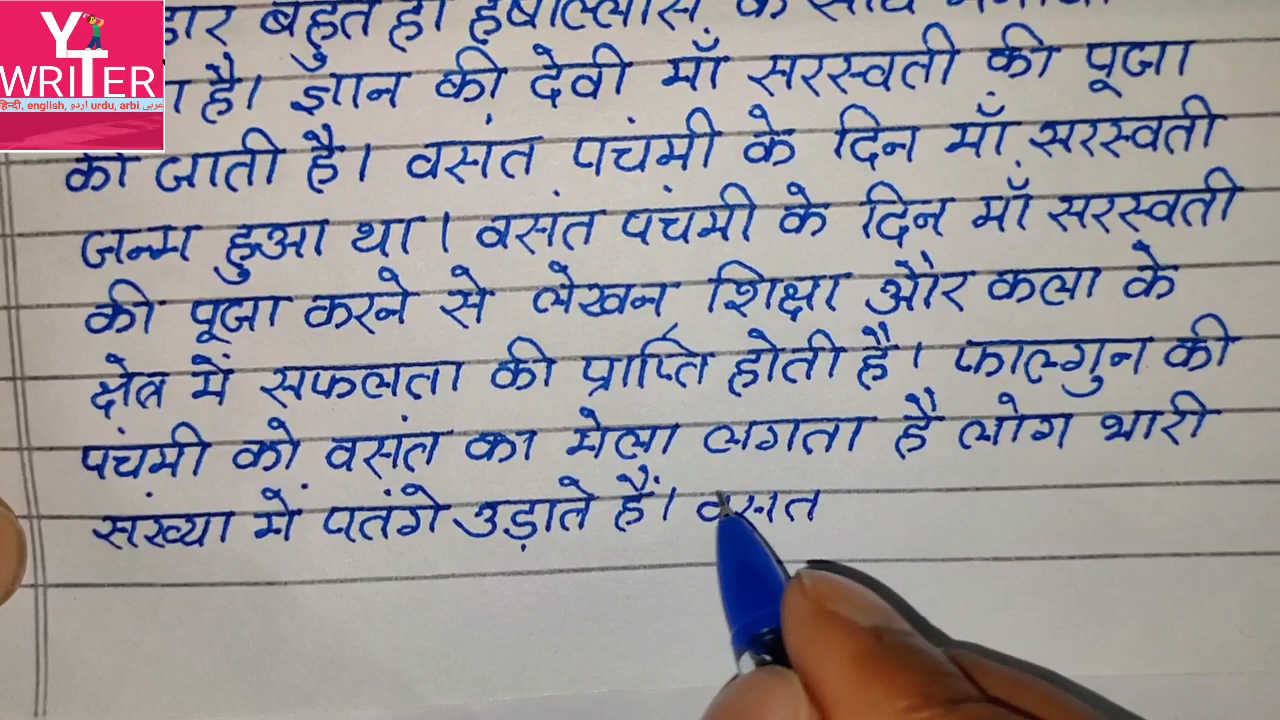 YT
WRITER
हिन्दी, english, اردو urdu, arbi عربی
बहुत ही हर्षोल्लास के साथ
है। ज्ञान की देवी माँ सरस्वती की पूजा
की जाती है। वसंत पंचमी के दिन माँ सरस्वती
जन्म हुआ था। वसंत पंचमी के दिन माँ सरस्वती
की पूजा करने से लेखन शिक्षा और कला के
क्षेत्र में सफलता की प्राप्ति होती है। फाल्गुन की
पंचमी को वसंत का मेला लगता है लोग भारी
संख्या में पतंगे उड़ाते हैं। वसत